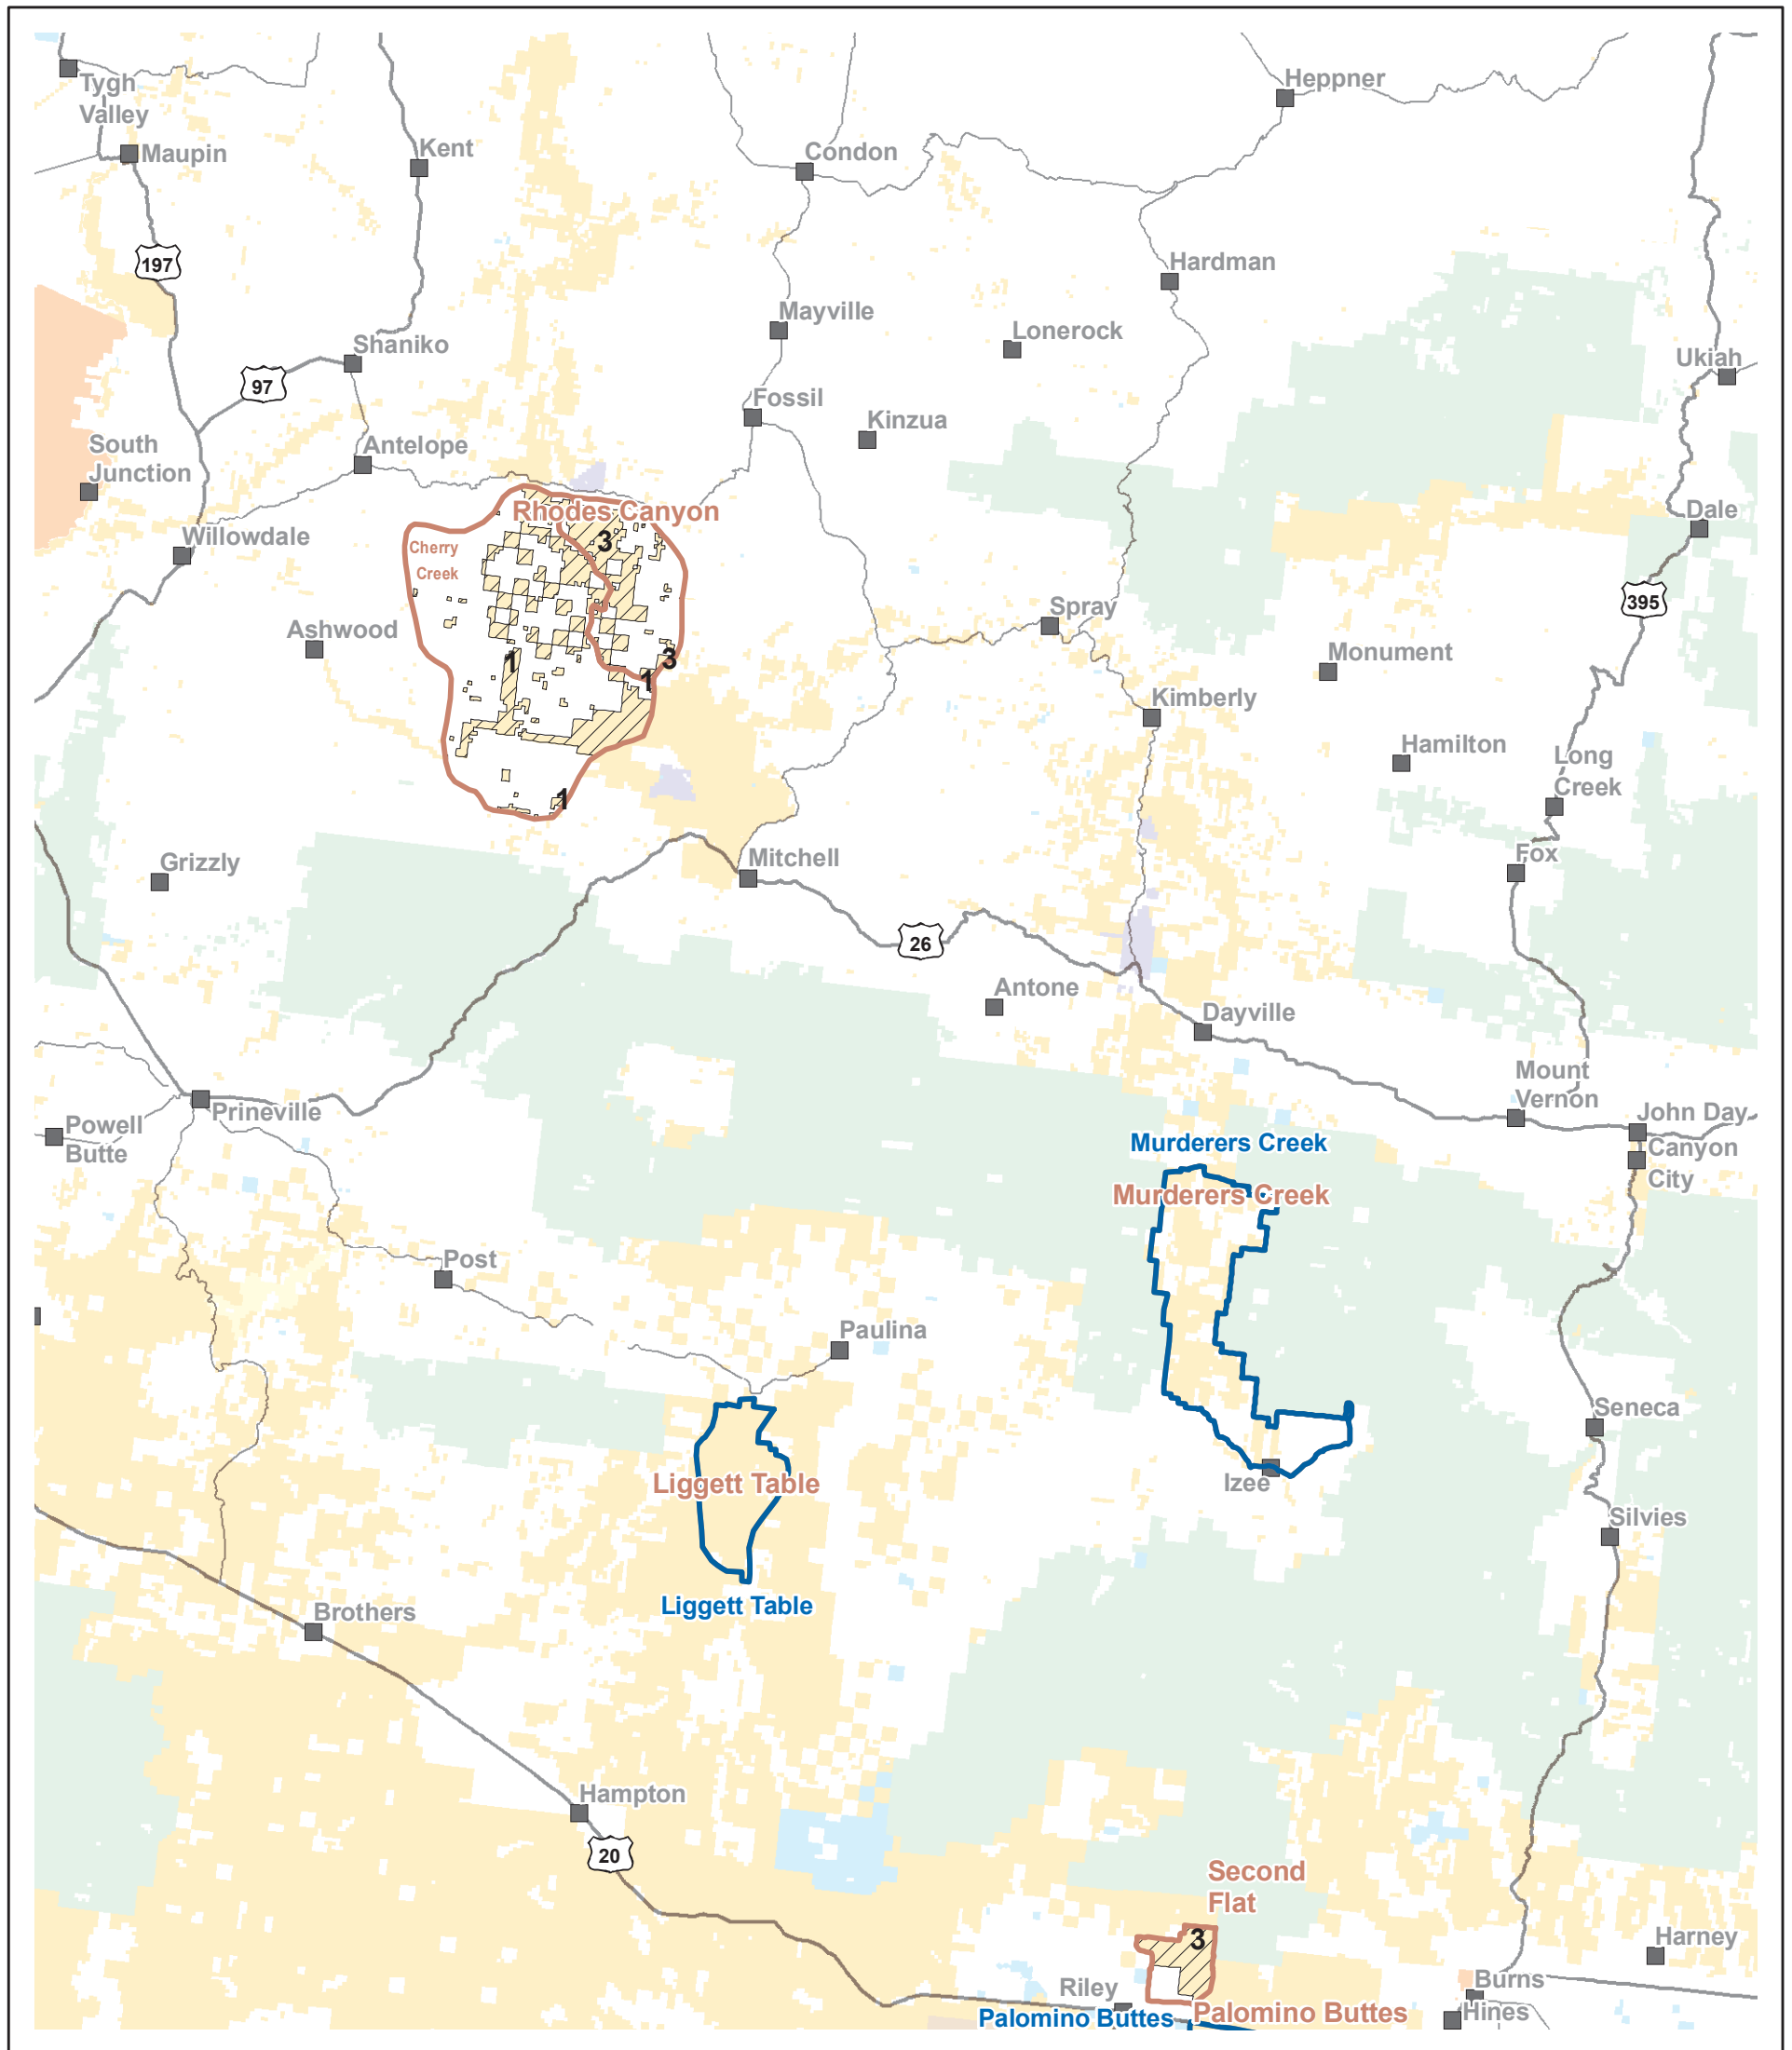 Heppner
Tygh
Valley
Maupin
Kent
Condon
197
Hardman
Mayville
Lonerock
Shaniko
Ukiah
97
Fossil
Kinzua
South
Junction
Antelope
Rhodes Canyon
Dale
Willowdale
Cherry
Creek
3
395
Spray
Ashwood
1
3
Monument
1
Kimberly
Hamilton
Long
Creek
1
Mitchell
Fox
Grizzly
26
Antone
Dayville
Mount
Vernon
Prineville
John Day
Powell
Butte
Canyon
City
Murderers Creek
Murderers Creek
Post
Paulina
Seneca
Liggett Table
Izee
Silvies
Liggett Table
Brothers
Hampton
20
Second
Flat
3
Harney
Riley
Burns
Palomino Buttes
Palomino Buttes
Hines